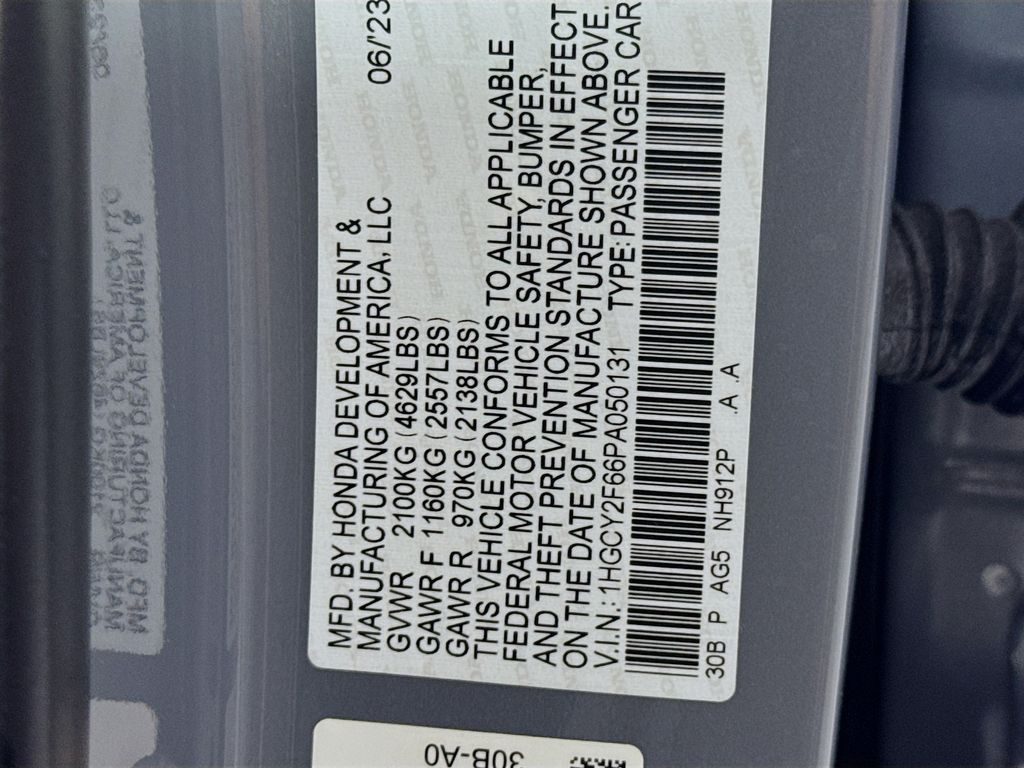 MFD. BY HONDA DEVELOPMENT & 06/'23
MANUFACTURING OF AMERICA, LLC
GVWR 2100KG (4629LBS)
GAWR F 1160KG (2557LBS)
GAWR R 970KG (2138LBS)
THIS VEHICLE CONFORMS TO ALL APPLICABLE
FEDERAL MOTOR VEHICLE SAFETY, BUMPER,
AND THEFT PREVENTION STANDARDS IN EFFECT
ON THE DATE OF MANUFACTURE SHOWN ABOVE.
V.I.N.: 1HGCY2F66PA050131 TYPE: PASSENGER CAR
30B P AG5 NH912P .A .A
30B-A0